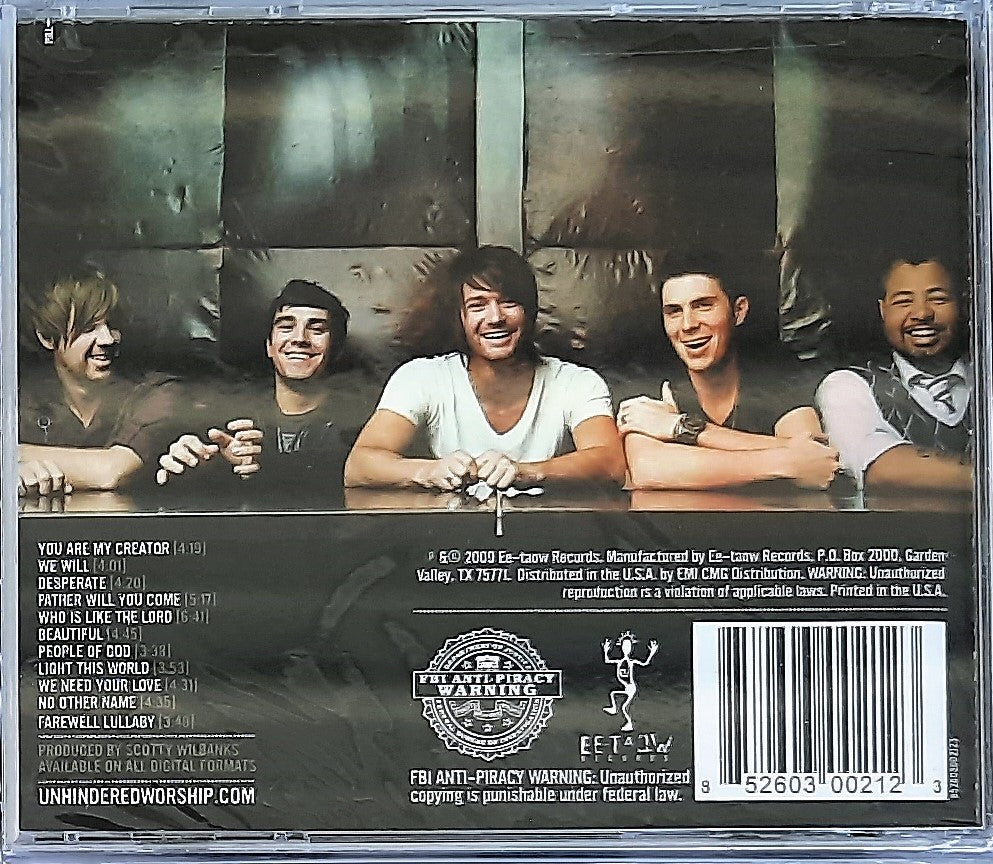 YOU ARE MY CREATOR [4:19]
WE WILL [4:01]
DESPERATE [4:20]
FATHER WILL YOU COME [5:17]
WHO IS LIKE THE LORD [6:41]
BEAUTIFUL [4:45]
PEOPLE OF GOD [3:38]
LIGHT THIS WORLD [3:53]
WE NEED YOUR LOVE [4:31]
NO OTHER NAME [4:35]
FAREWELL LULLABY [3:48]
PRODUCED BY SCOTTY WILBANKS
AVAILABLE ON ALL DIGITAL FORMATS
UNHINDEREDWORSHIP.COM
℗ & © 2009 Ee-taow Records. Manufactured by Ee-taow Records. P.O. Box 2000, Garden
Valley, TX 75771. Distributed in the U.S.A. by EMI CMG Distribution. WARNING: Unauthorized
reproduction is a violation of applicable laws. Printed in the U.S.A.
FBI ANTI-PIRACY
WARNING
EE-TAOW
RECORDS
FBI ANTI-PIRACY WARNING: Unauthorized
copying is punishable under federal law.
8 52603 00212 3